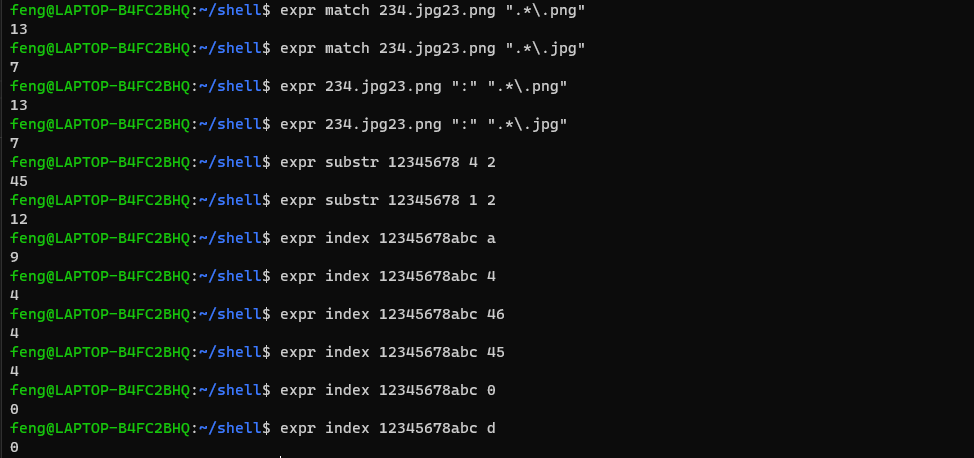 feng@LAPTOP-B4FC2BHQ:~/shell$ expr match 234.jpg23.png ".*\.png"
13
feng@LAPTOP-B4FC2BHQ:~/shell$ expr match 234.jpg23.png ".*\.jpg"
7
feng@LAPTOP-B4FC2BHQ:~/shell$ expr 234.jpg23.png ":" ".*\.png"
13
feng@LAPTOP-B4FC2BHQ:~/shell$ expr 234.jpg23.png ":" ".*\.jpg"
7
feng@LAPTOP-B4FC2BHQ:~/shell$ expr substr 12345678 4 2
45
feng@LAPTOP-B4FC2BHQ:~/shell$ expr substr 12345678 1 2
12
feng@LAPTOP-B4FC2BHQ:~/shell$ expr index 12345678abc a
9
feng@LAPTOP-B4FC2BHQ:~/shell$ expr index 12345678abc 4
4
feng@LAPTOP-B4FC2BHQ:~/shell$ expr index 12345678abc 46
4
feng@LAPTOP-B4FC2BHQ:~/shell$ expr index 12345678abc 45
4
feng@LAPTOP-B4FC2BHQ:~/shell$ expr index 12345678abc 0
0
feng@LAPTOP-B4FC2BHQ:~/shell$ expr index 12345678abc d
0